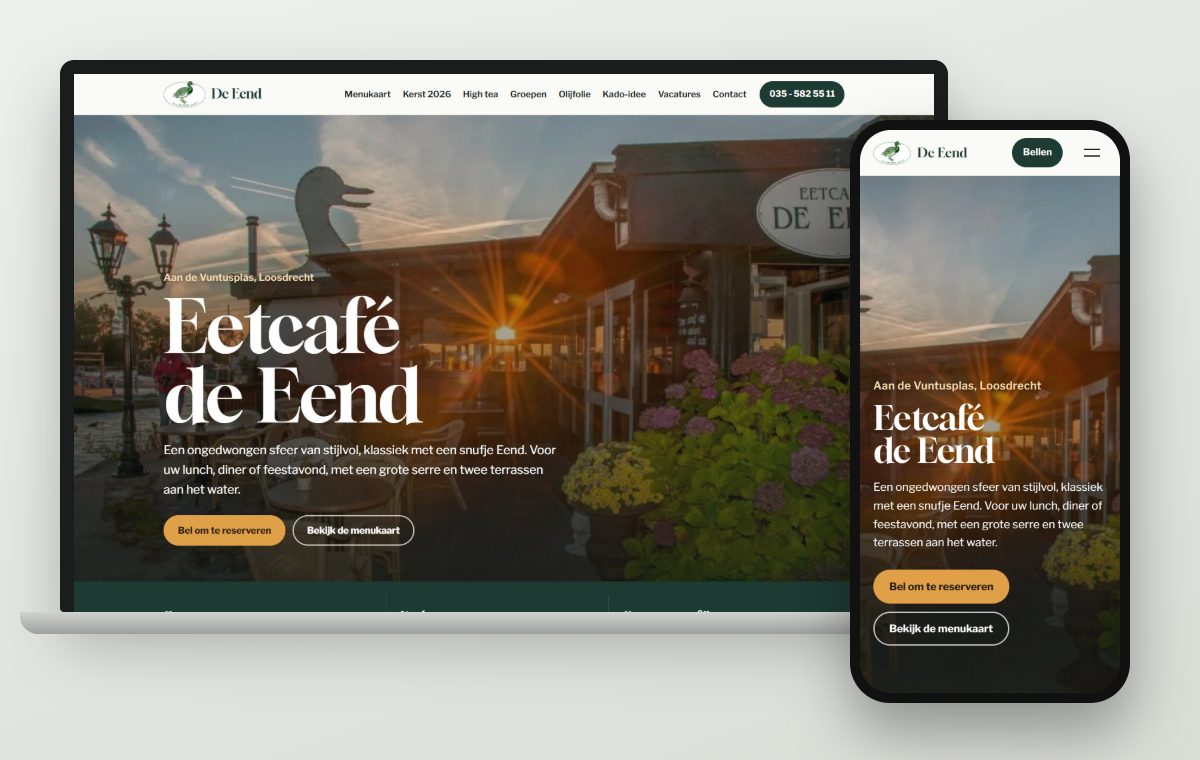 De Eend
Menukaart Kerst 2026 High tea Groepen Olijfolie Kado-idee Vacatures Contact 035 - 582 55 11
EETCA
DE E
Aan de Vuntusplas, Loosdrecht
Eetcafé
de Eend
Een ongedwongen sfeer van stijlvol, klassiek met een snufje Eend. Voor
uw lunch, diner of feestavond, met een grote serre en twee terrassen
aan het water.
Bel om te reserveren Bekijk de menukaart
De Eend Bellen
Aan de Vuntusplas, Loosdrecht
Eetcafé
de Eend
Een ongedwongen sfeer van stijlvol, klassiek
met een snufje Eend. Voor uw lunch, diner of
feestavond, met een grote serre en twee
terrassen aan het water.
Bel om te reserveren
Bekijk de menukaart